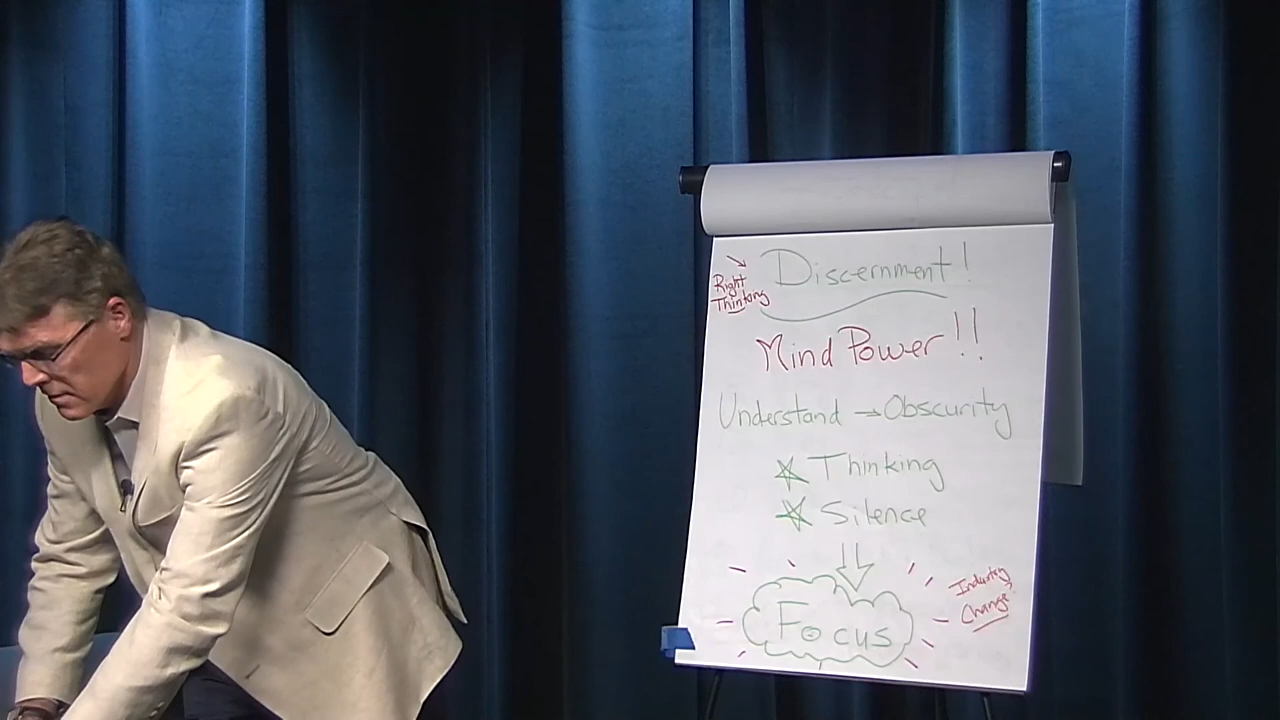 Discernment!
Right
Thinking
Mind Power!!
Understand → Obscurity
Thinking
Silence
Focus
Industry
Change